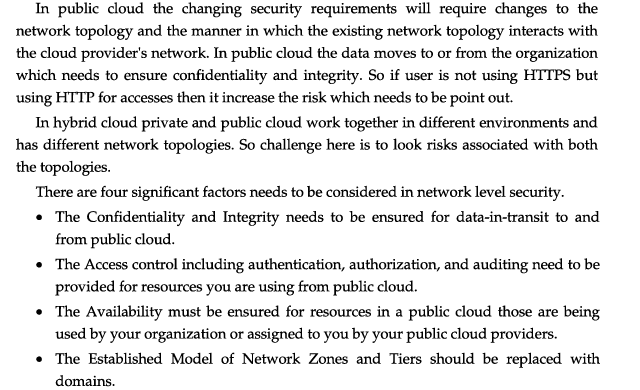 In public cloud the changing security requirements will require changes to the
network topology and the manner in which the existing network topology interacts with
the cloud provider's network. In public cloud the data moves to or from the organization
which needs to ensure confidentiality and integrity. So if user is not using HTTPS but
using HTTP for accesses then it increase the risk which needs to be point out.
In hybrid cloud private and public cloud work together in different environments and
has different network topologies. So challenge here is to look risks associated with both
the topologies.
There are four significant factors needs to be considered in network level security.
• The Confidentiality and Integrity needs to be ensured for data-in-transit to and
from public cloud.
• The Access control including authentication, authorization, and auditing need to be
provided for resources you are using from public cloud.
• The Availability must be ensured for resources in a public cloud those are being
used by your organization or assigned to you by your public cloud providers.
• The Established Model of Network Zones and Tiers should be replaced with
domains.